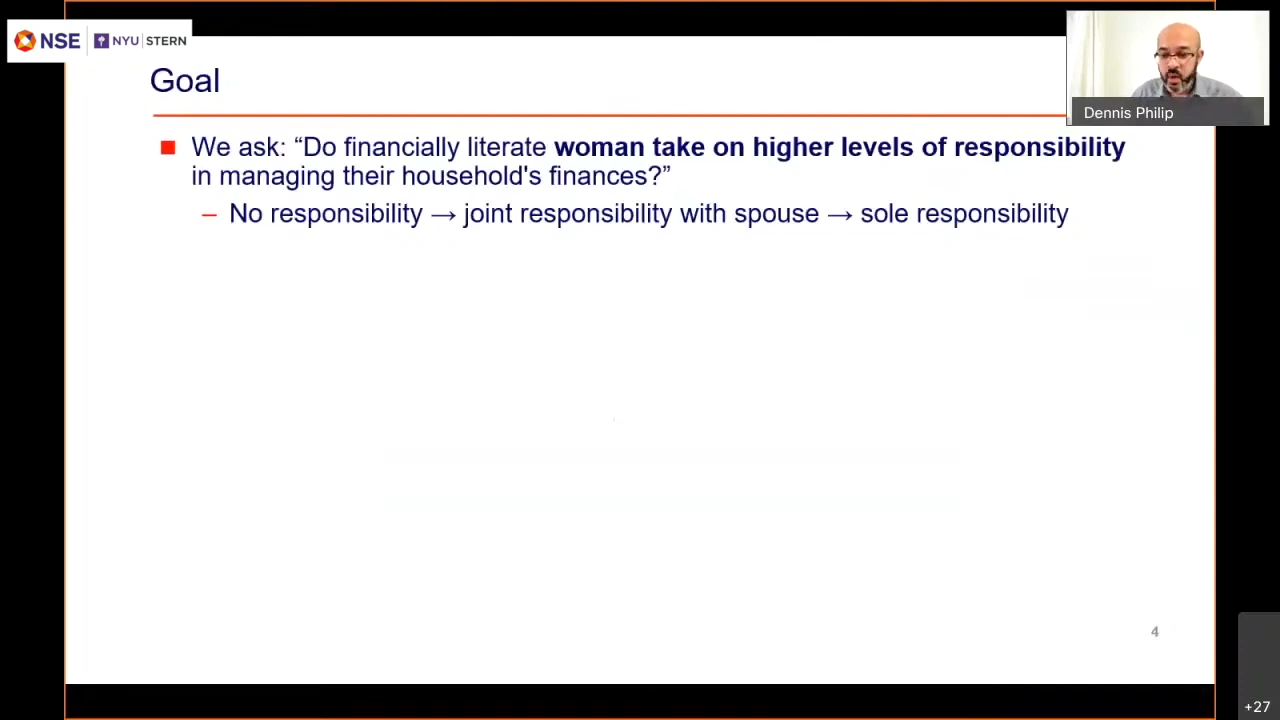 NSE NYU STERN
Goal
Dennis Philip
We ask: “Do financially literate woman take on higher levels of responsibility
in managing their household's finances?”
– No responsibility → joint responsibility with spouse → sole responsibility
4
+27